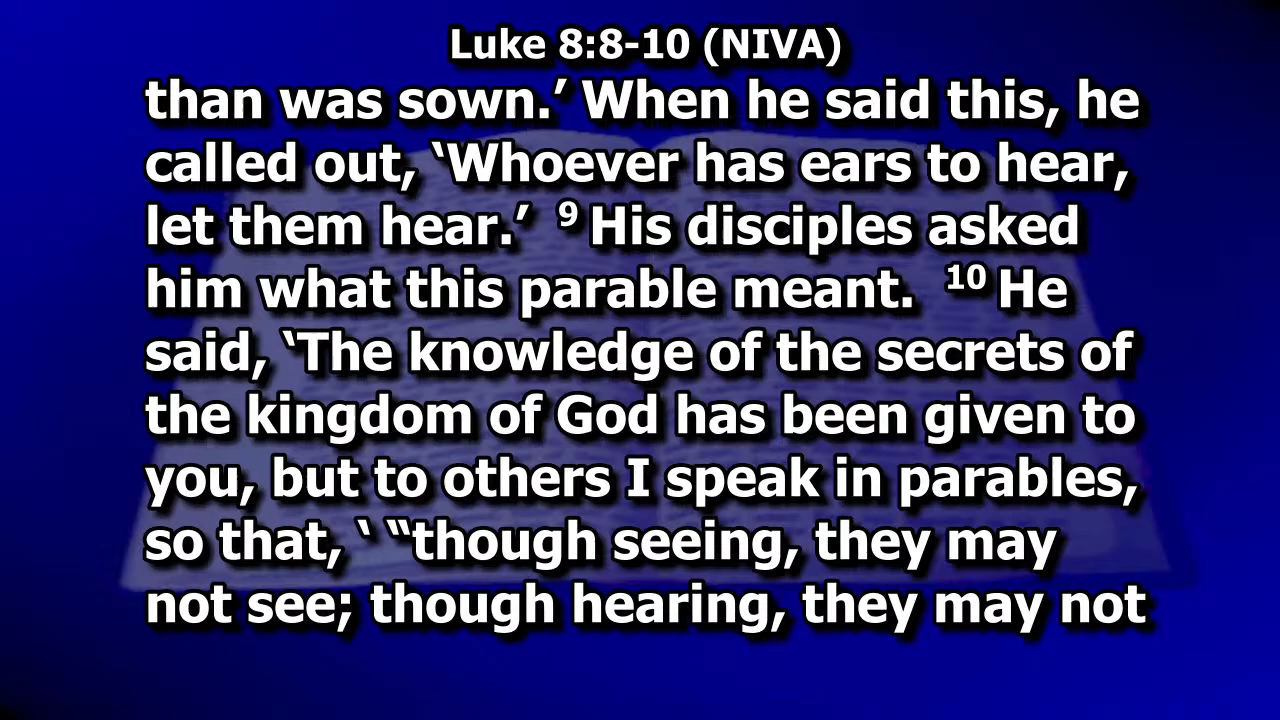 Luke 8:8-10 (NIVA)
than was sown.’ When he said this, he
called out, ‘Whoever has ears to hear,
let them hear.’ 9 His disciples asked
him what this parable meant. 10 He
said, ‘The knowledge of the secrets of
the kingdom of God has been given to
you, but to others I speak in parables,
so that, ‘ “though seeing, they may
not see; though hearing, they may not